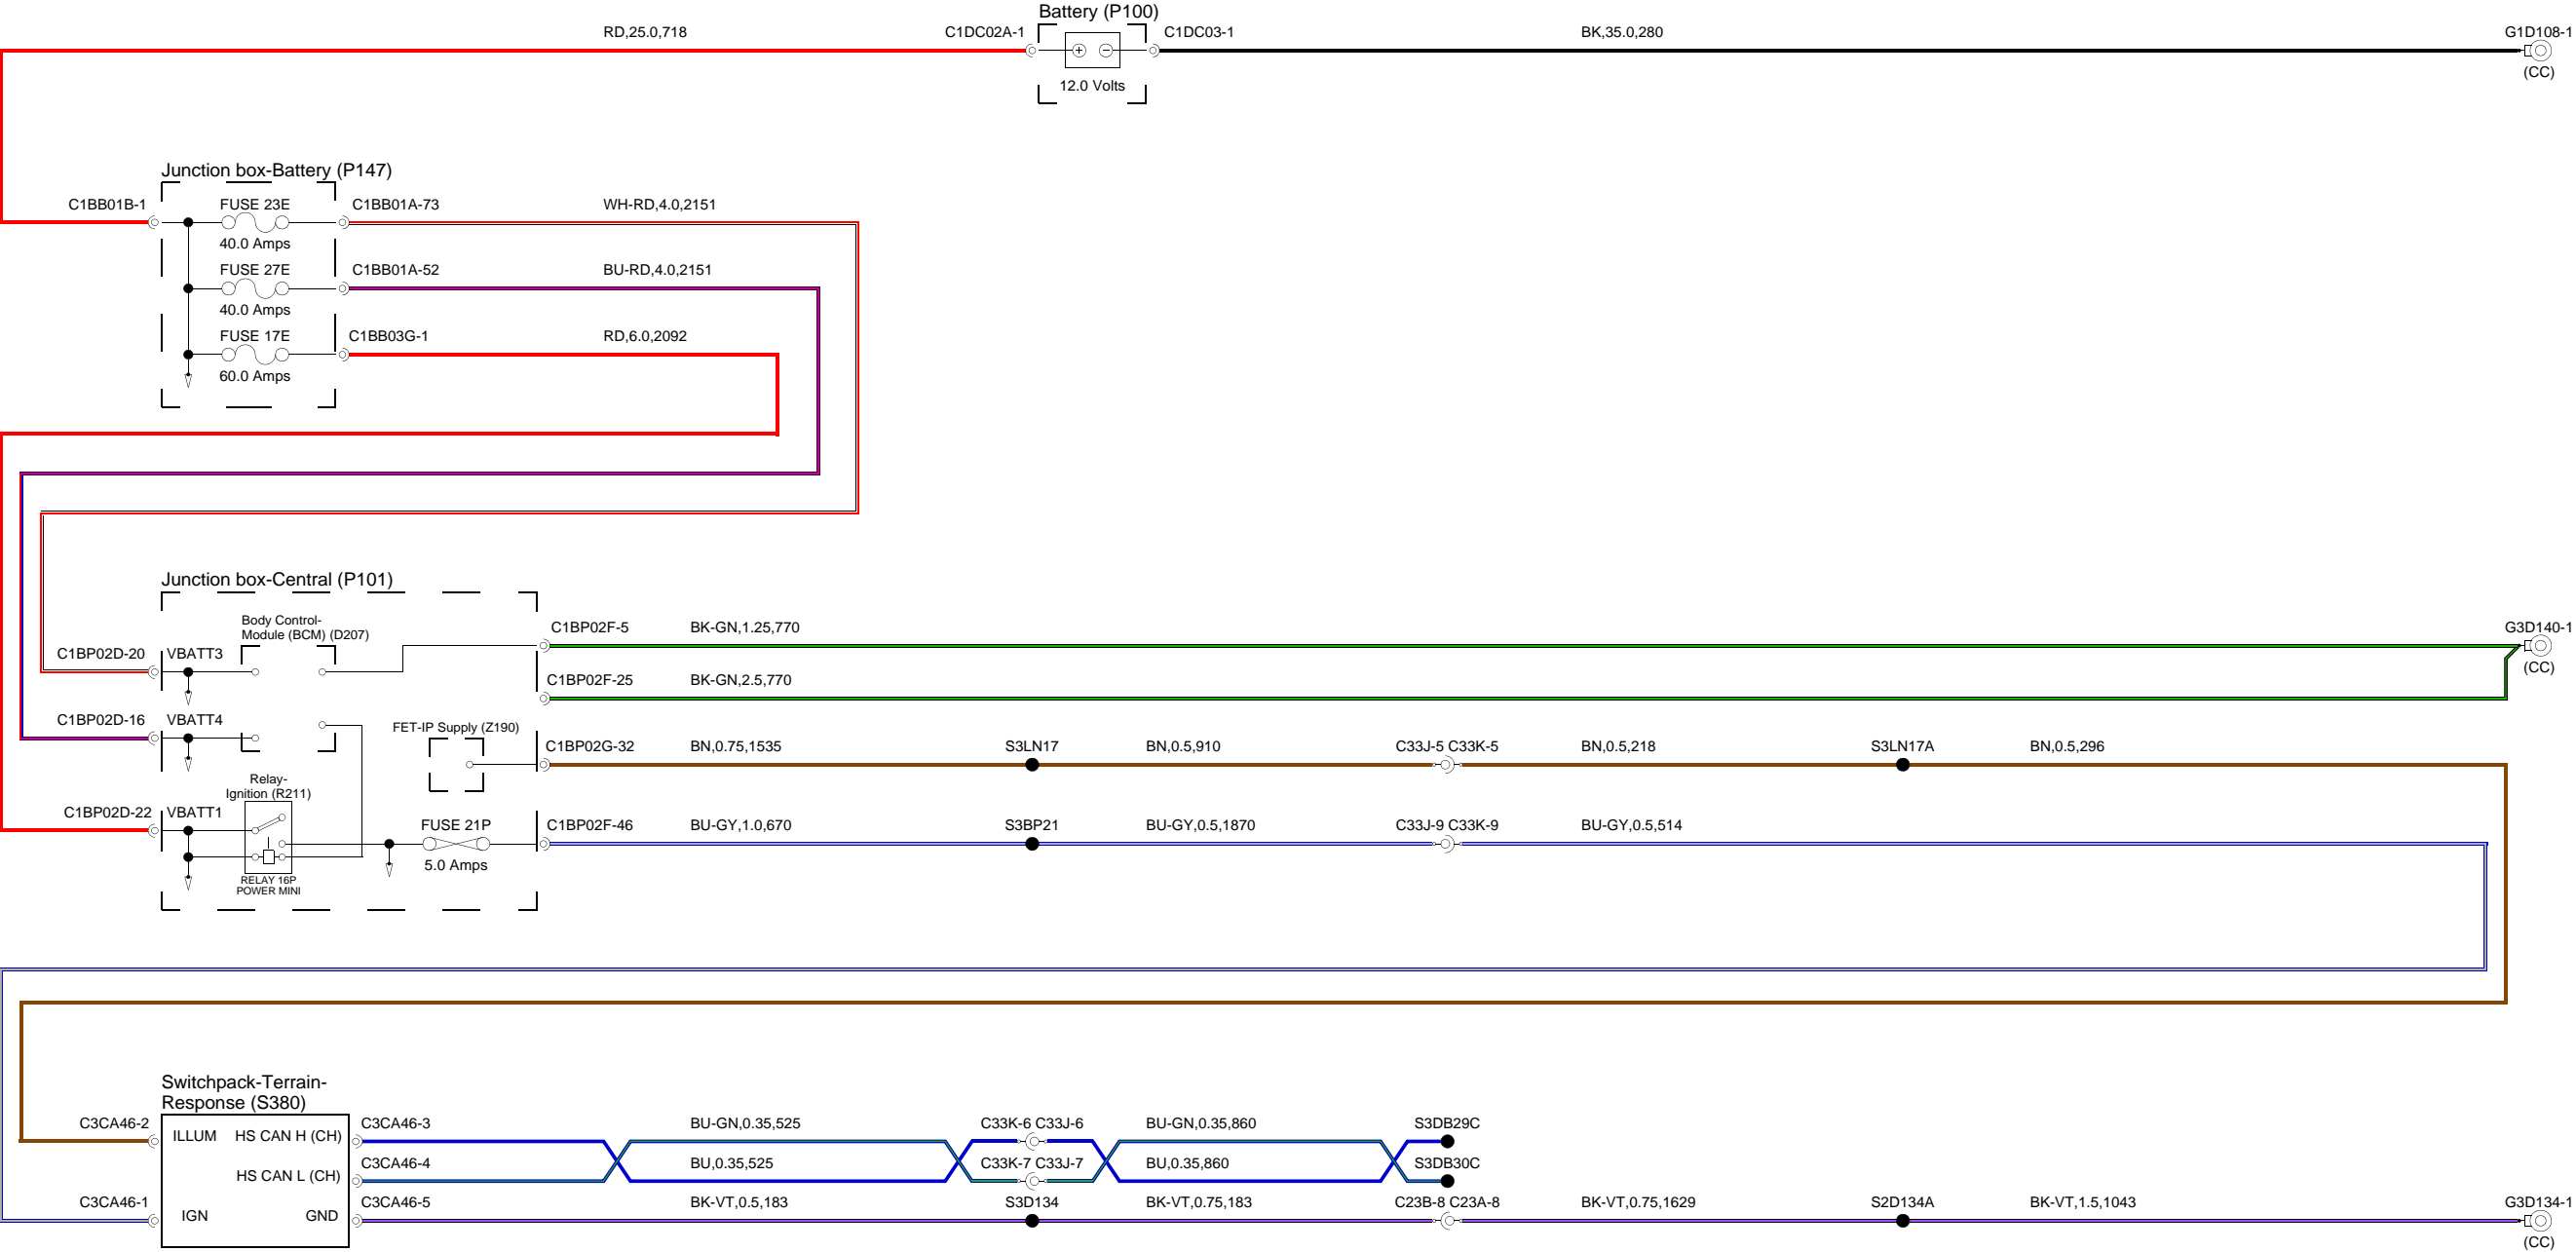 Battery (P100)
RD,25.0,718
C1DC02A-1
C1DC03-1
BK,35.0,280
G1D108-1
12.0 Volts
(CC)
Junction box-Battery (P147)
C1BB01B-1
FUSE 23E
C1BB01A-73
WH-RD,4.0,2151
40.0 Amps
FUSE 27E
C1BB01A-52
BU-RD,4.0,2151
40.0 Amps
FUSE 17E
C1BB03G-1
RD,6.0,2092
60.0 Amps
Junction box-Central (P101)
Body Control-
Module (BCM) (D207)
C1BP02F-5
BK-GN,1.25,770
G3D140-1
C1BP02D-20
VBATT3
(CC)
C1BP02F-25
BK-GN,2.5,770
C1BP02D-16
VBATT4
FET-IP Supply (Z190)
C1BP02G-32
BN,0.75,1535
S3LN17
BN,0.5,910
C33J-5 C33K-5
BN,0.5,218
S3LN17A
BN,0.5,296
Relay-
Ignition (R211)
C1BP02D-22
VBATT1
FUSE 21P
C1BP02F-46
BU-GY,1.0,670
S3BP21
BU-GY,0.5,1870
C33J-9 C33K-9
BU-GY,0.5,514
5.0 Amps
RELAY 16P
POWER MINI
Switchpack-Terrain-
Response (S380)
C3CA46-2
ILLUM
HS CAN H (CH)
C3CA46-3
BU-GN,0.35,525
C33K-6 C33J-6
BU-GN,0.35,860
S3DB29C
HS CAN L (CH)
C3CA46-4
BU,0.35,525
C33K-7 C33J-7
BU,0.35,860
S3DB30C
C3CA46-1
IGN
GND
C3CA46-5
BK-VT,0.5,183
S3D134
BK-VT,0.75,183
C23B-8 C23A-8
BK-VT,0.75,1629
S2D134A
BK-VT,1.5,1043
G3D134-1
(CC)